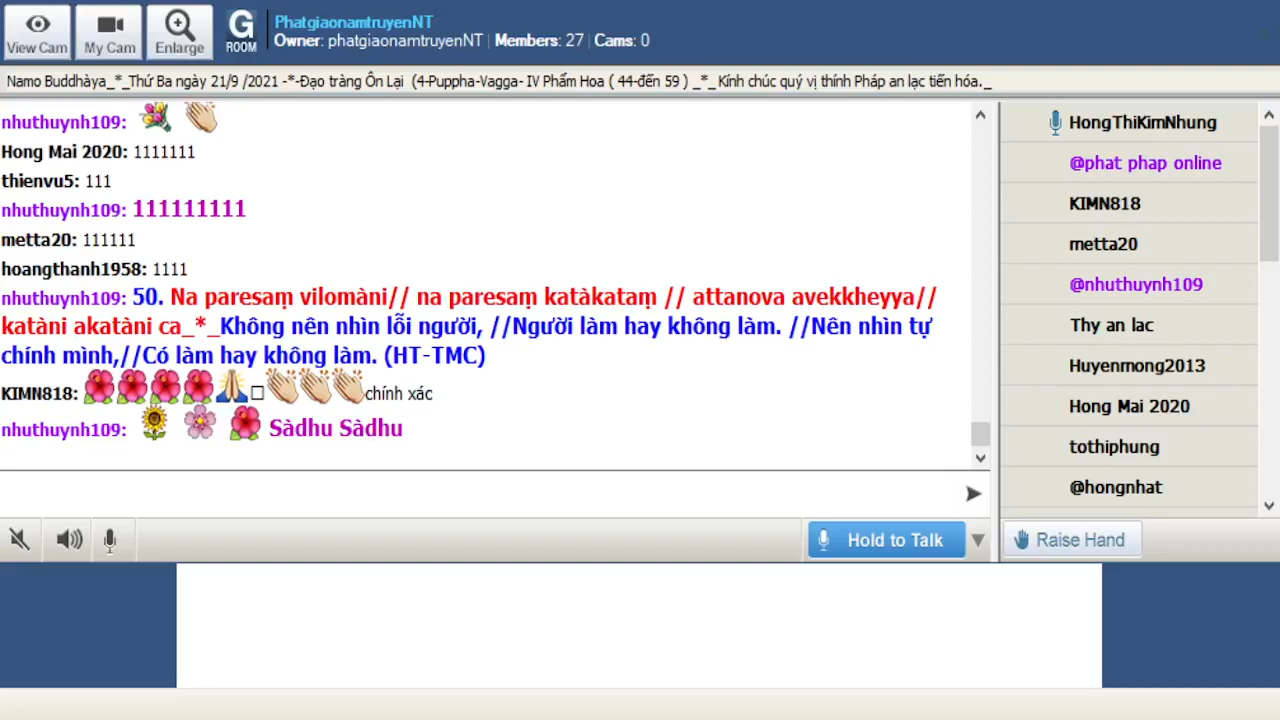 View Cam
My Cam
Enlarge
G
ROOM
PhatgiaonamtruyenNT
Owner: phatgiaonamtruyenNT | Members: 27 | Cams: 0
Namo Buddhàya_*_Thứ Ba ngày 21/9 /2021 -*-Đạo tràng Ôn Lại (4-Puppha-Vagga- IV Phẩm Hoa ( 44-đến 59 ) _*_Kính chúc quý vị thính Pháp an lạc tiến hóa._
nhuthuynh109:
Hong Mai 2020: 1111111
thienvu5: 111
nhuthuynh109: 111111111
metta20: 111111
hoangthanh1958: 1111
nhuthuynh109: 50. Na paresaṃ vilomàni// na paresaṃ katàkataṃ // attanova avekkheyya//
katàni akatàni ca_*_Không nên nhìn lỗi người, //Người làm hay không làm. //Nên nhìn tự
chính mình,//Có làm hay không làm. (HT-TMC)
KIMN818: chính xác
nhuthuynh109: Sàdhu Sàdhu
HongThiKimNhung
@phat phap online
KIMN818
metta20
@nhuthuynh109
Thy an lac
Huyenmong2013
Hong Mai 2020
tothiphung
@hongnhat
Hold to Talk
Raise Hand